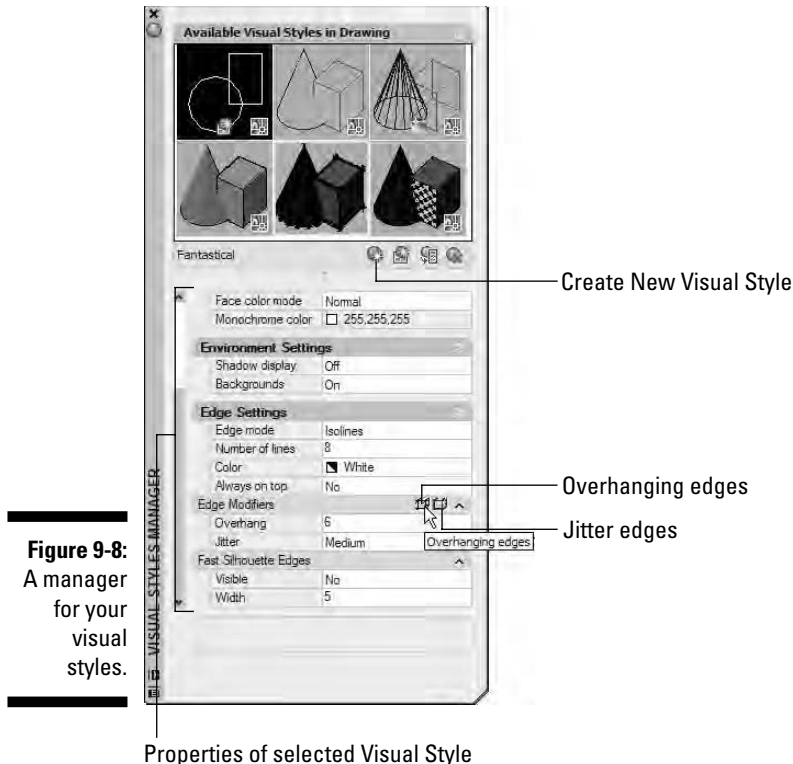 Available Visual Styles in Drawing
Fantastical
Create New Visual Style
Face color mode Normal
Monochrome color 255,255,255
Environment Settings
Shadow display Off
Backgrounds On
Edge Settings
Edge mode Isolines
Number of lines 8
Color White
Always on top No
Edge Modifiers
Overhanging edges
Overhang 6
Jitter edges
Jitter Medium
Overhanging edges
Fast Silhouette Edges
Visible No
Width 5
VISUAL STYLES MANAGER
Figure 9-8:
A manager
for your
visual
styles.
Properties of selected Visual Style